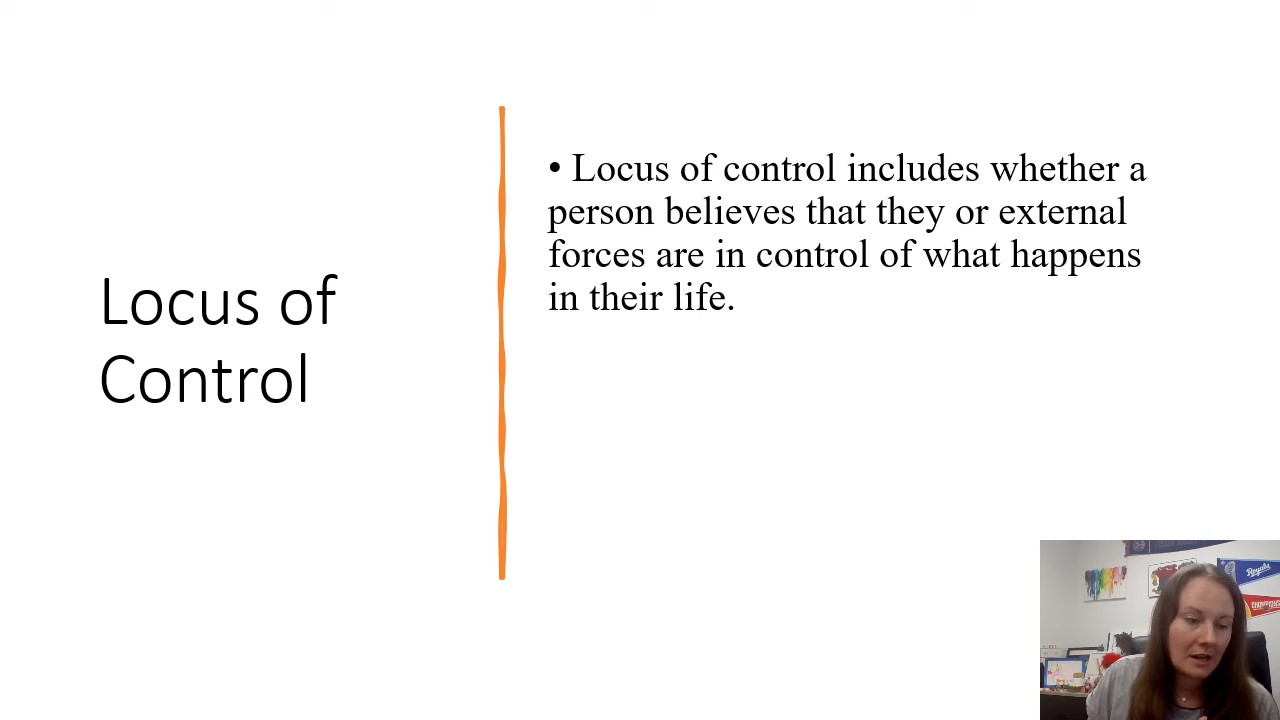 Locus of
Control
• Locus of control includes whether a
person believes that they or external
forces are in control of what happens
in their life.
Royals